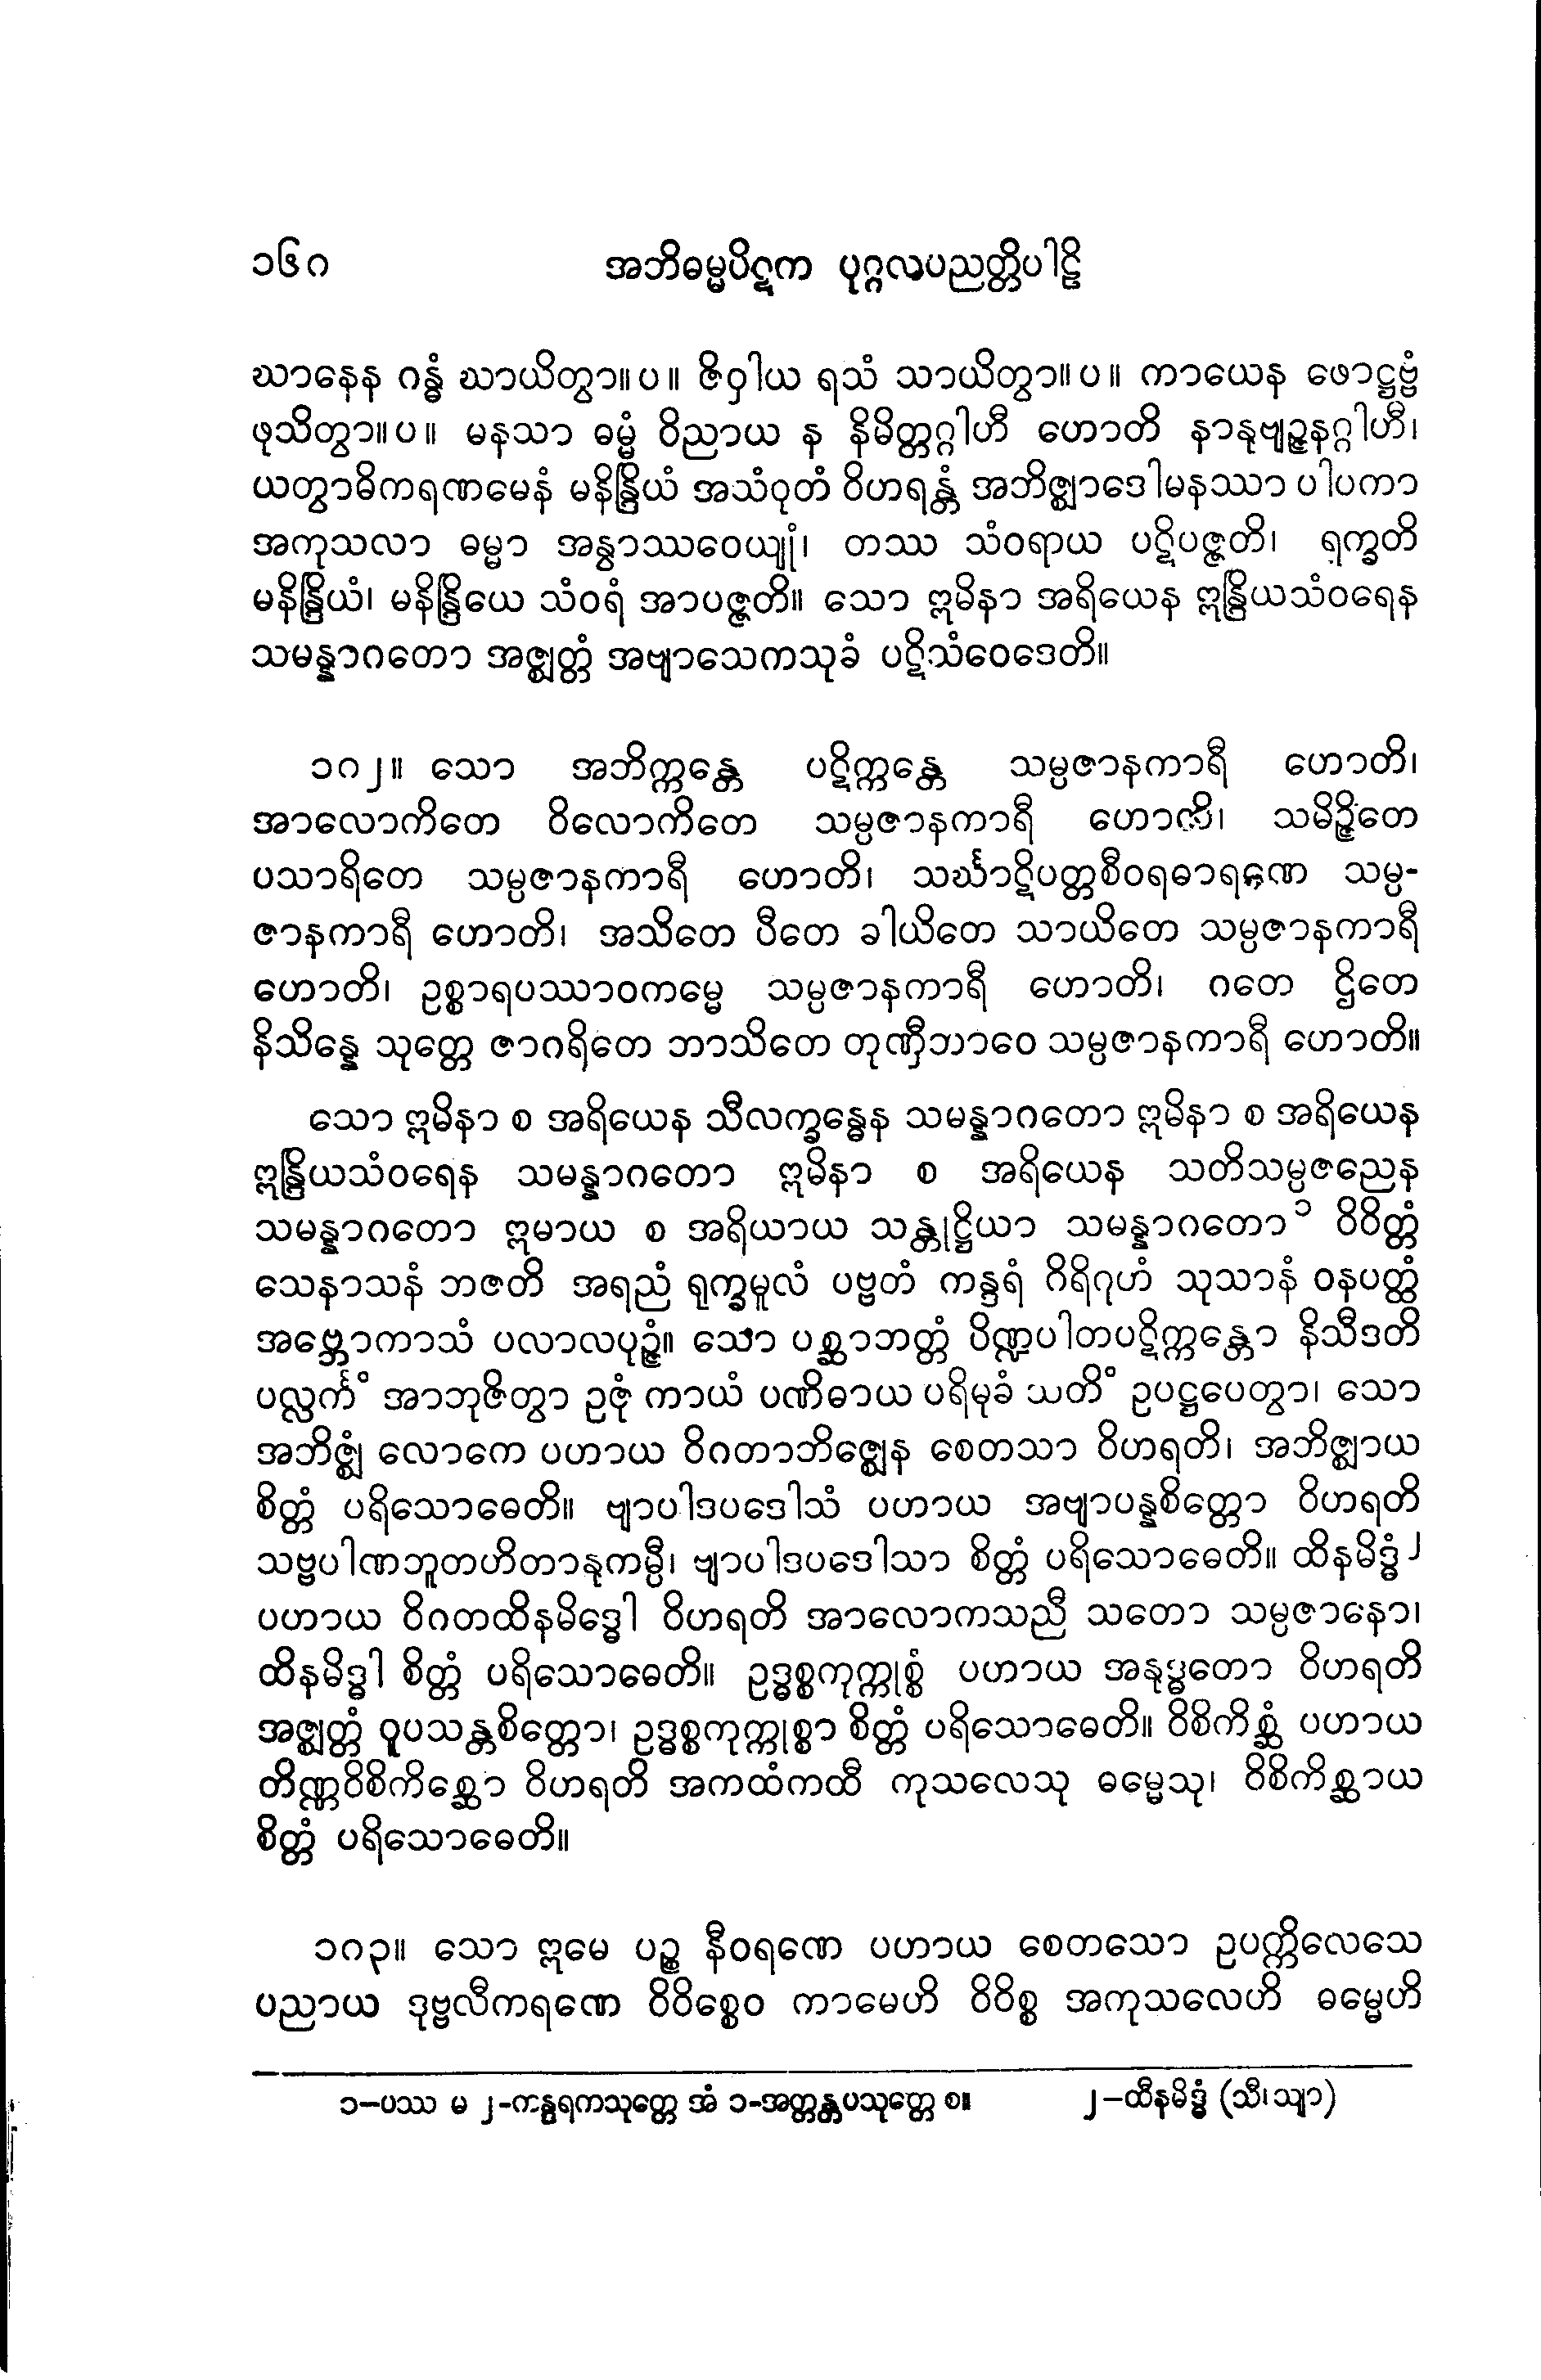 ၁၆ဂ အဘိဓမ္မပိဋက ပုဂ္ဂလပညတ္တိပါဠိ
ဃာနေန ဂန္ဓံ ဃာယိတွာ။ပ။ ဇိဝှါယ ရသံ သာယိတွာ။ပ။ ကာယေန ဖောဋ္ဌဗ္ဗံ
ဖုသိတွာ။ပ။ မနသာ ဓမ္မံ ဝိညာယ န နိမိတ္တဂ္ဂါဟီ ဟောတိ နာနုဗျဉ္ဇနဂ္ဂါဟီ၊
ယတွာဓိကရဏမေနံ မနိန္ဒြိယံ အသံဝုတံ ဝိဟရန္တံ အဘိဇ္ဈာဒေါမနဿာ ပါပကာ
အကုသလာ ဓမ္မာ အန္വာဿဝေယျုံ၊ တဿ သံဝရာယ ပဋိပဇ္ဇတိ၊ ရက္ခတိ
မနိန္ဒြိယံ၊ မနိန္ဒြိယေ သံဝရံ အာပဇ္ဇတိ။ သော ဣမိနာ အရိယေန ဣန္ဒြိယသံဝရေန
သမန္နာဂတော အဇ္ဈတ္တံ အဗျာသေကသုခံ ပဋိသံဝေဒေတိ။
၁၀၂။ သော အဘိက္ကန္တေ ပဋိက္ကန္တေ သမ္ပဇာနကာရီ ဟောတိ၊
အာလောကိတေ ဝိလောကိတေ သမ္ပဇာနကာရီ ဟောတိ၊ သမိဉ္ဇိတေ
ပသာရိတေ သမ္ပဇာနကာရီ ဟောတိ၊ သင်္ဃာဋိပတ္တစီဝရဓာရဏေ သမ္ပ-
ဇာနကာရီ ဟောတိ၊ အသိတေ ပီတေ ခါယိတေ သာယိတေ သမ္ပဇာနကာရီ
ဟောတိ၊ ဥစ္စာရပဿာဝကမ္မေ သမ္ပဇာနကာရီ ဟောတိ၊ ဂတေ ဌိတေ
နိသိန္နေ သုတ္တေ ဇာဂရိတေ ဘာသိတေ တုဏှီဘာဝေ သမ္ပဇာနကာရီ ဟောတိ။
သော ဣမိနာ စ အရိယေန သီလက္ခန္ဓေန သမန္နာဂတော ဣမိနာ စ အရိယေန
ဣန္ဒြိယသံဝရေန သမန္နာဂတော ဣမိနာ စ အရိယေန သတိသမ္ပဇညေန
သမန္နာဂတော ဣမာယ စ အရိယာယ သန္တုဋ္ဌိယာ သမန္နာဂတော ၁ ဝိဝိတ္တံ
သေနာသနံ ဘဇတိ အရညံ ရုက္ခမူလံ ပဗ္ဗတံ ကန္ဒရံ ဂိရိဂုဟံ သုသာနံ ဝနပတ္ထံ
အဗ္ဘောကာသံ ပလာလပုဉ္ဇံ။ သော ပစ္ဆာဘတ္တံ ပိဏ္ဍပါတပဋိက္ကန္တော နိသီဒတိ
ပလ္လင်္ကံ အာဘုဇိတွာ ဥဇုံ ကာယံ ပဏိဓာယ ပရိမုခံ သတိံ ဥပဋ္ဌပေတွာ၊ သော
အဘိဇ္ဈံ လောကေ ပဟာယ ဝိဂတာဘိဇ္ဈေန စေတသာ ဝိဟရတိ၊ အဘိဇ္ဈာယ
စိတ္တံ ပရိသောဓေတိ။ ဗျာပါဒပဒေါသံ ပဟာယ အဗျာပန္နစိတ္တော ဝိဟရတိ
သဗ္ဗပါဏဘူတဟိတာနုကမ္ပီ၊ ဗျာပါဒပဒေါသာ စိတ္တံ ပရိသောဓေတိ။ ထိနမိဒ္ဓံ ၂
ပဟာယ ဝိဂတထိနမိဒ္ဓေါ ဝိဟရတိ အာလောကသညီ သတော သမ္ပဇာနော၊
ထိနမိဒ္ဓါ စိတ္တံ ပရိသောဓေတိ။ ဥဒ္ဓစ္စကုက္ကုစ္စံ ပဟာယ အနုဒ္ဓတော ဝိဟရတိ
အဇ္ဈတ္တံ ဝူပသန္တစိတ္တော၊ ဥဒ္ဓစ္စကုက္ကုစ္စာ စိတ္တံ ပရိသောဓေတိ။ ဝိစိကိစ္ဆံ ပဟာယ
တိဏ္ဏဝိစိကိစ္ဆော ဝိဟရတိ အကထံကထီ ကုသလေသု ဓမ္မေသု၊ ဝိစိကိစ္ဆာယ
စိတ္တံ ပရိသောဓေတိ။
၁၀၃။ သော ဣမေ ပဉ္စ နီဝရဏေ ပဟာယ စေတသော ဥပက္ကိလေသေ
ပညာယ ဒုဗ္ဗလီကရဏေ ဝိဝိစ္စေဝ ကာမေဟိ ဝိဝိစ္စ အကုသလေဟိ ဓမ္မေဟိ
၁–ပဿ မ ၂-ကန္ဒရကသုတ္တေ အံ ၁-အတ္တန္တပသုတ္တေ စ။ ၂–ထီနမိဒ္ဓံ (သီ၊သျာ)